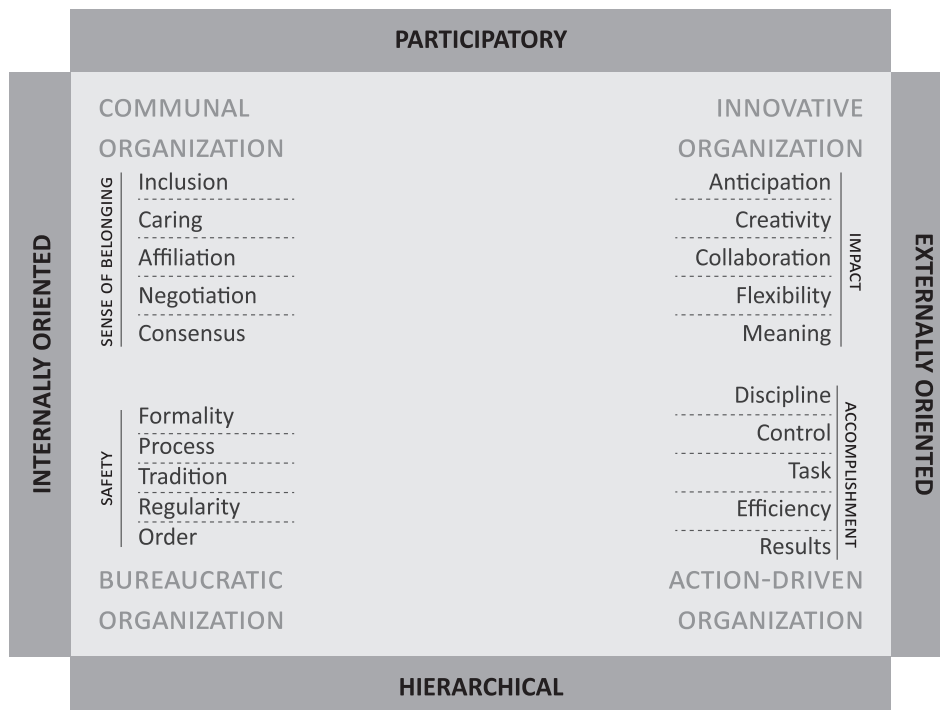 PARTICIPATORY
INTERNALLY ORIENTED
COMMUNAL
ORGANIZATION
SENSE OF BELONGING
Inclusion
Caring
Affiliation
Negotiation
Consensus
INNOVATIVE
ORGANIZATION
Anticipation
Creativity
Collaboration
Flexibility
Meaning
IMPACT
SAFETY
Formality
Process
Tradition
Regularity
Order
BUREAUCRATIC
ORGANIZATION
Discipline
Control
Task
Efficiency
Results
ACCOMPLISHMENT
ACTION-DRIVEN
ORGANIZATION
EXTERNALLY ORIENTED
HIERARCHICAL